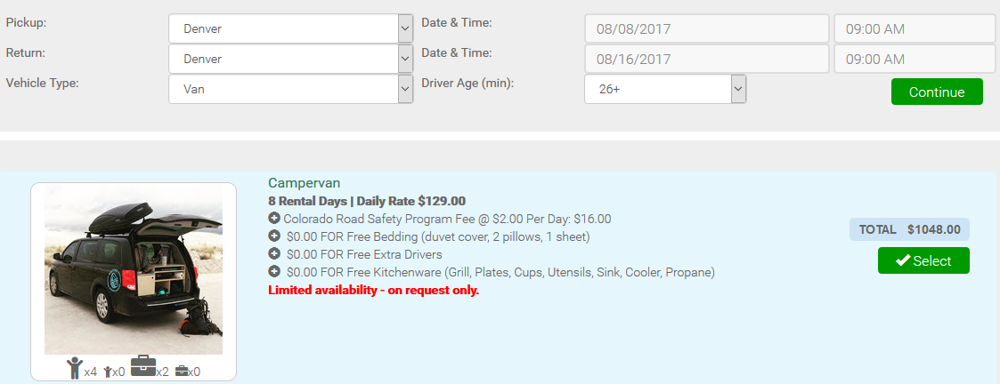 Pickup: Denver Date & Time: 08/08/2017 09:00 AM
Return: Denver Date & Time: 08/16/2017 09:00 AM
Vehicle Type: Van Driver Age (min): 26+ Continue
Campervan
8 Rental Days | Daily Rate $129.00
Colorado Road Safety Program Fee @ $2.00 Per Day: $16.00
$0.00 FOR Free Bedding (duvet cover, 2 pillows, 1 sheet)
TOTAL $1048.00
$0.00 FOR Free Extra Drivers
Select
$0.00 FOR Free Kitchenware (Grill, Plates, Cups, Utensils, Sink, Cooler, Propane)
Limited availability - on request only.
x4 x0 x2 x0